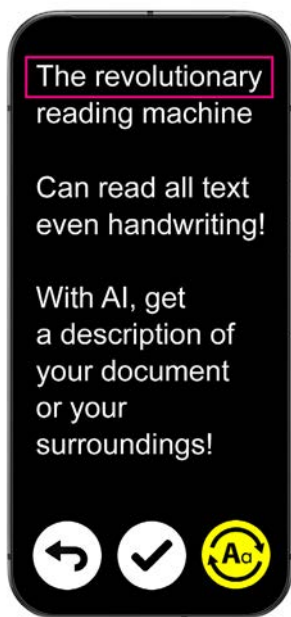 The revolutionary
reading machine
Can read all text
even handwriting!
With AI, get
a description of
your document
or your
surroundings!
Aa